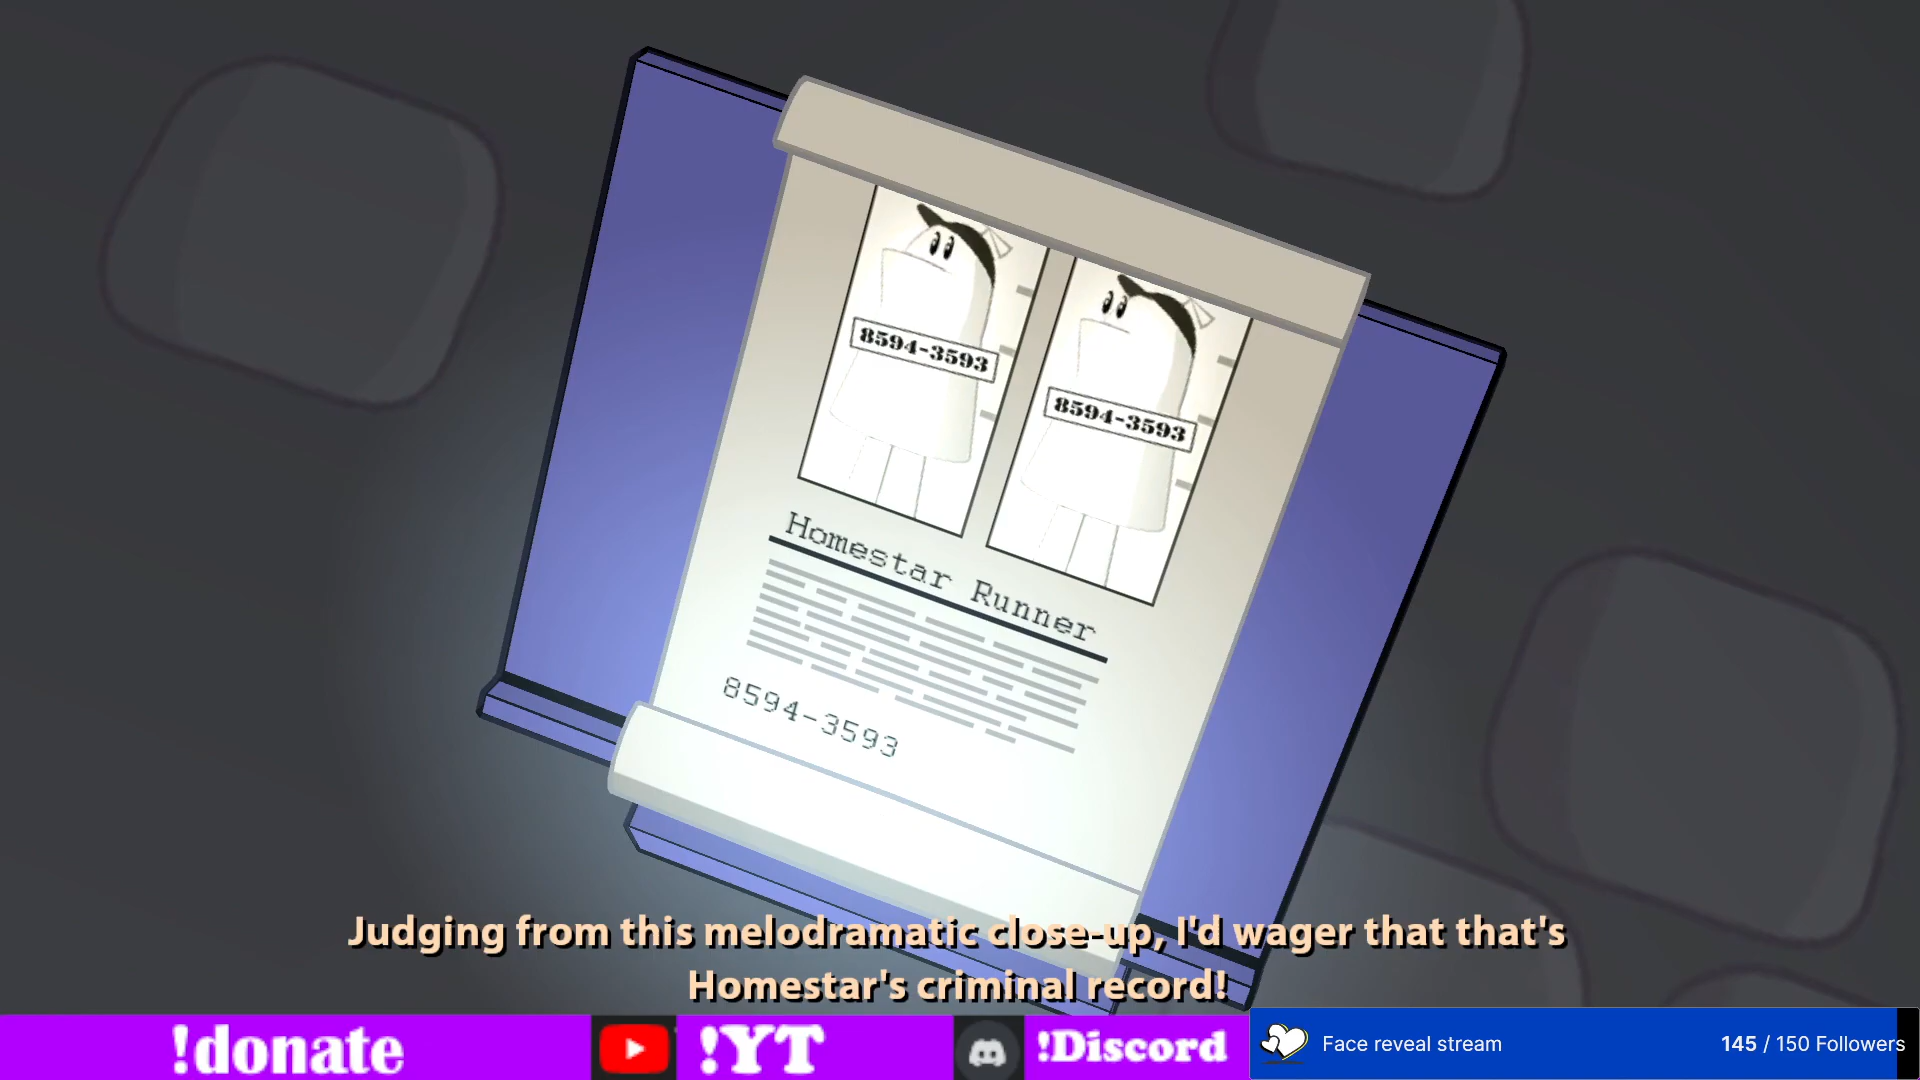 8594-3593
8594-3593
Homestar Runner
8594-3593
Judging from this melodramatic close-up, I'd wager that that's
Homestar's criminal record!
!donate
!YT
!Discord
Face reveal stream
145 / 150 Followers